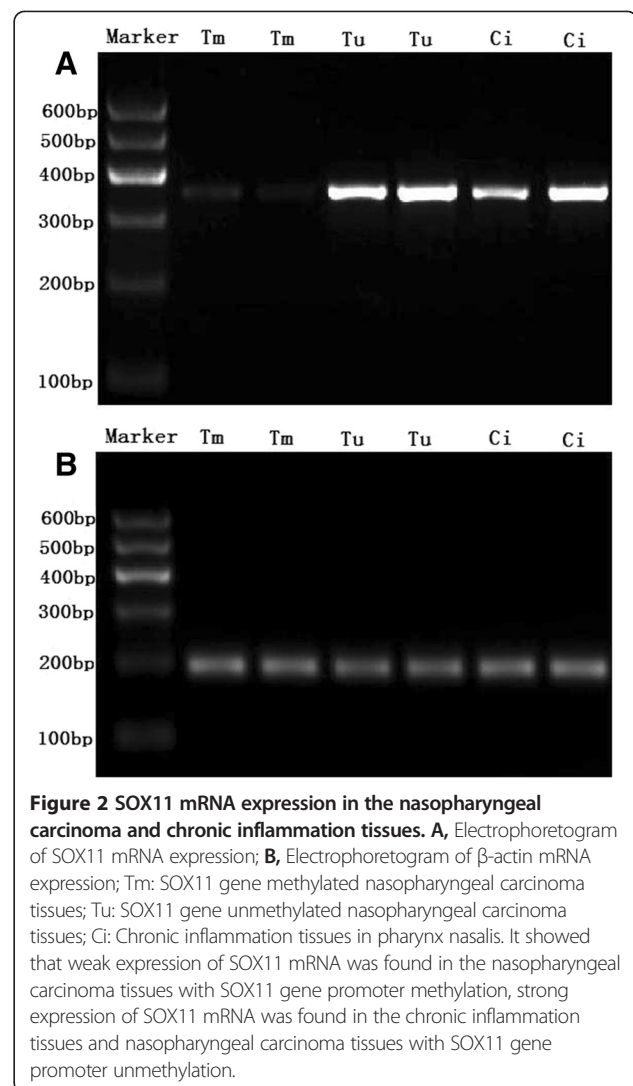 Marker Tm Tm Tu Tu Ci Ci
A
600bp
500bp
400bp
300bp
200bp
100bp
Marker Tm Tm Tu Tu Ci Ci
B
600bp
500bp
400bp
300bp
200bp
100bp
Figure 2 SOX11 mRNA expression in the nasopharyngeal
carcinoma and chronic inflammation tissues. A, Electrophoretogram
of SOX11 mRNA expression; B, Electrophoretogram of β-actin mRNA
expression; Tm: SOX11 gene methylated nasopharyngeal carcinoma
tissues; Tu: SOX11 gene unmethylated nasopharyngeal carcinoma
tissues; Ci: Chronic inflammation tissues in pharynx nasalis. It showed
that weak expression of SOX11 mRNA was found in the nasopharyngeal
carcinoma tissues with SOX11 gene promoter methylation, strong
expression of SOX11 mRNA was found in the chronic inflammation
tissues and nasopharyngeal carcinoma tissues with SOX11 gene
promoter unmethylation.